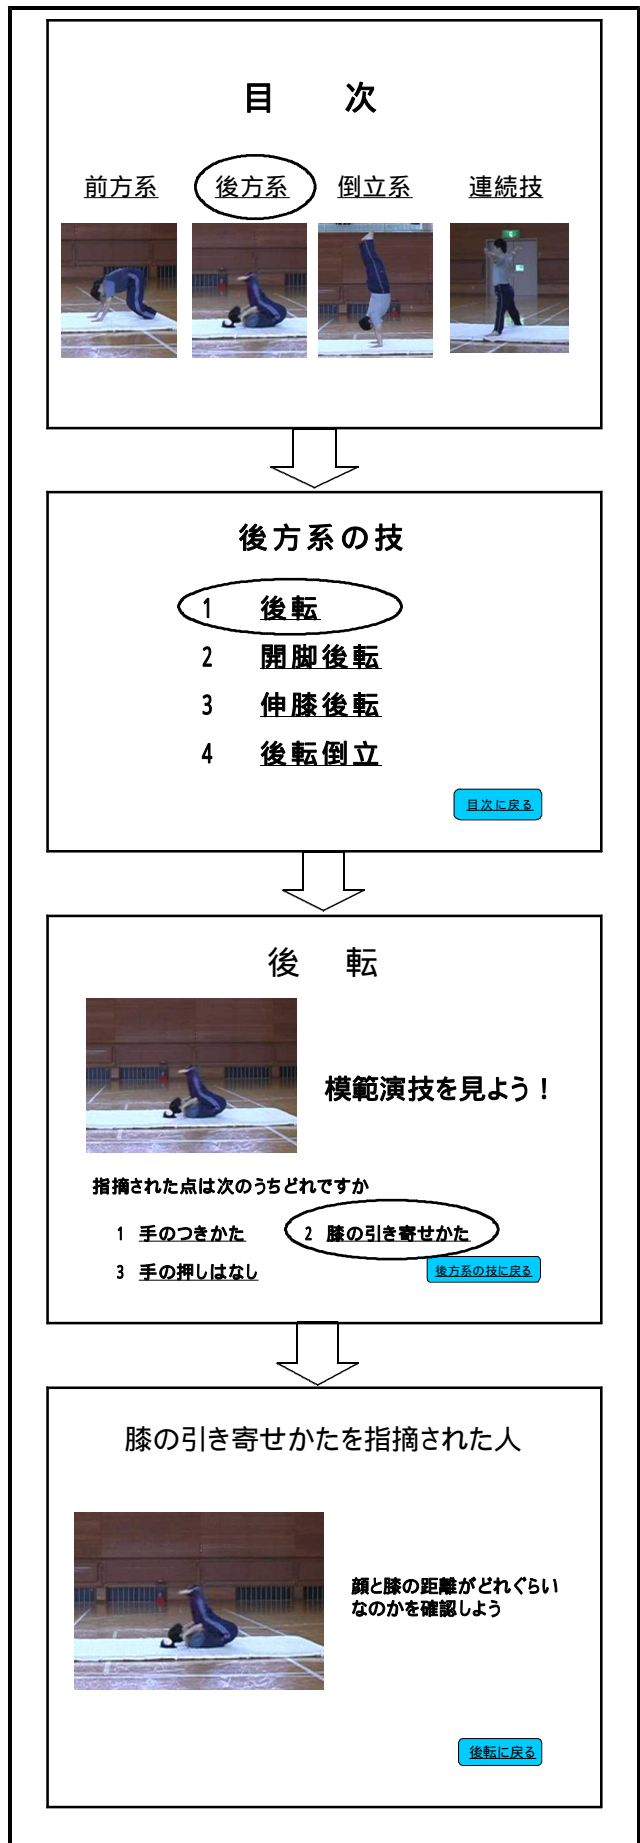 目　次
前方系　後方系　倒立系　連続技
後方系の技
1　後転
2　開脚後転
3　伸膝後転
4　後転倒立
目次に戻る
後　転
模範演技を見よう！
指摘された点は次のうちどれですか
1　手のつきかた　2　膝の引き寄せかた
3　手の押しはなし
後方系の技に戻る
膝の引き寄せかたを指摘された人
顔と膝の距離がどれぐらい
なのかを確認しよう
後転に戻る